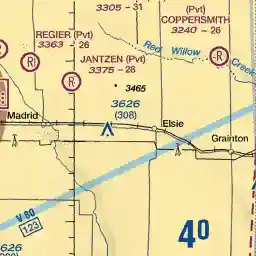 3305 - 31
(Pvt)
COPPERSMITH
3240 - 26
REGIER (Pvt)
3363 - 26
Red Willow
Creek
R
R
R
JANTZEN (Pvt)
3375 - 28
3465
3626
(308)
Madrid
Elsie
Grainton
V 80
123
4⁰
3626